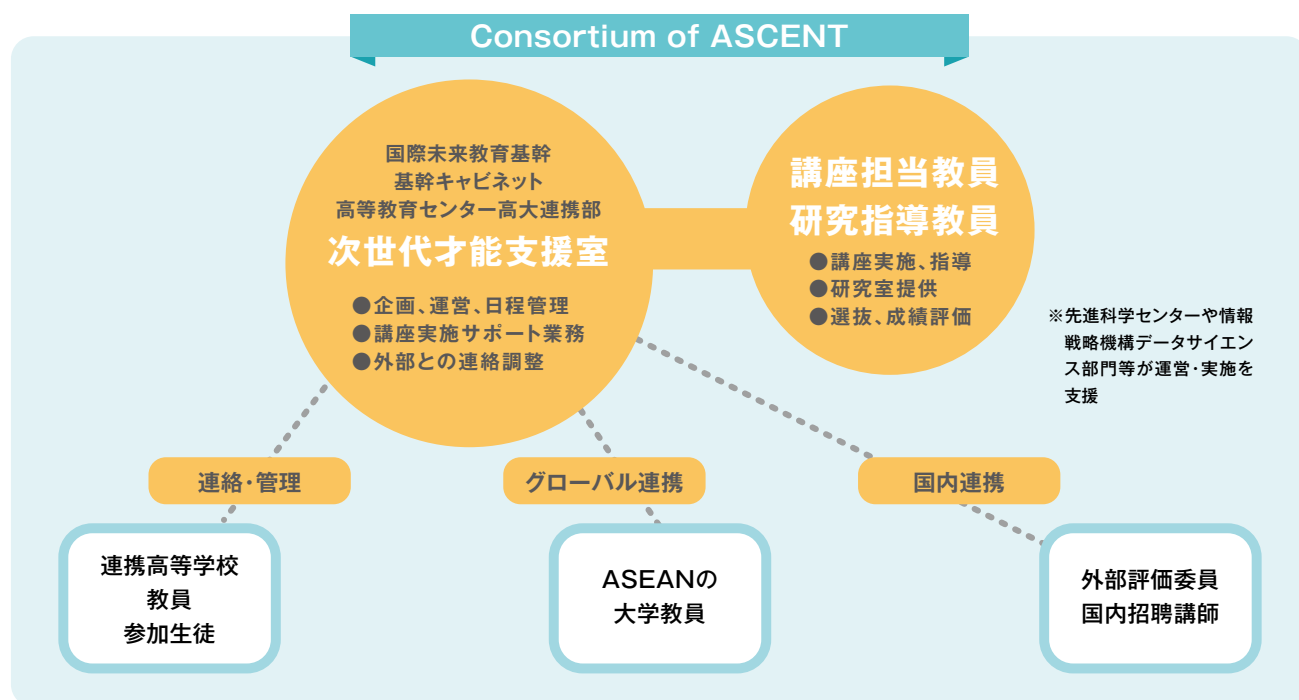 Consortium of ASCENT
国際未来教育基幹
基幹キャビネット
高等教育センター高大連携部
次世代才能支援室
●企画、運営、日程管理
●講座実施サポート業務
●外部との連絡調整
講座担当教員
研究指導教員
●講座実施、指導
●研究室提供
●選抜、成績評価
※先進科学センターや情報
戦略機構データサイエン
ス部門等が運営・実施を
支援
連絡・管理
グローバル連携
国内連携
連携高等学校
教員
参加生徒
ASEANの
大学教員
外部評価委員
国内招聘講師